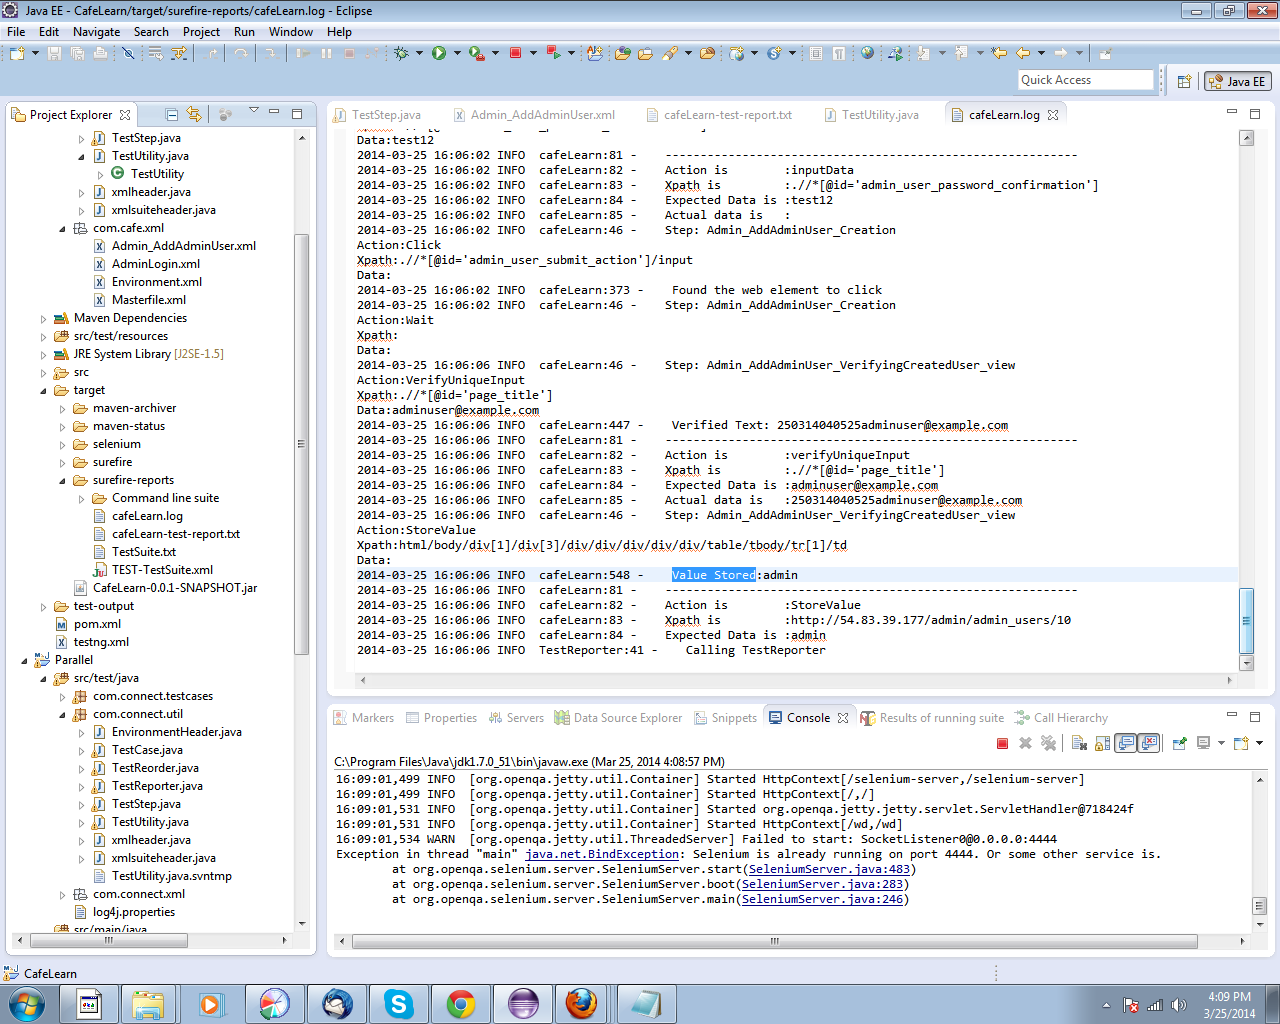 Java EE - CafeLearn/target/surefire-reports/cafeLearn.log - Eclipse
File Edit Navigate Search Project Run Window Help
Quick Access
Java EE
Project Explorer
TestStep.java
TestUtility.java
TestUtility
xmlheader.java
xmlsuiteheader.java
com.cafe.xml
Admin_AddAdminUser.xml
AdminLogin.xml
Environment.xml
Masterfile.xml
Maven Dependencies
src/test/resources
JRE System Library [J2SE-1.5]
src
target
maven-archiver
maven-status
selenium
surefire
surefire-reports
Command line suite
cafeLearn.log
cafeLearn-test-report.txt
TestSuite.txt
TEST-TestSuite.xml
CafeLearn-0.0.1-SNAPSHOT.jar
test-output
pom.xml
testng.xml
Parallel
src/test/java
com.connect.testcases
com.connect.util
EnvironmentHeader.java
TestCase.java
TestReorder.java
TestReporter.java
TestStep.java
TestUtility.java
xmlheader.java
xmlsuiteheader.java
TestUtility.java.svntmp
com.connect.xml
log4j.properties
src/main/java
TestStep.java Admin_AddAdminUser.xml cafeLearn-test-report.txt TestUtility.java cafeLearn.log
Data:test12
2014-03-25 16:06:02 INFO cafeLearn:81 - -----------------------------------------------------------
2014-03-25 16:06:02 INFO cafeLearn:82 - Action is :inputData
2014-03-25 16:06:02 INFO cafeLearn:83 - Xpath is :.//*[@id='admin_user_password_confirmation']
2014-03-25 16:06:02 INFO cafeLearn:84 - Expected Data is :test12
2014-03-25 16:06:02 INFO cafeLearn:85 - Actual data is :
2014-03-25 16:06:02 INFO cafeLearn:46 - Step: Admin_AddAdminUser_Creation
Action:Click
Xpath:.//*[@id='admin_user_submit_action']/input
Data:
2014-03-25 16:06:02 INFO cafeLearn:373 - Found the web element to click
2014-03-25 16:06:02 INFO cafeLearn:46 - Step: Admin_AddAdminUser_Creation
Action:Wait
Xpath:
Data:
2014-03-25 16:06:06 INFO cafeLearn:46 - Step: Admin_AddAdminUser_VerifyingCreatedUser_view
Action:VerifyUniqueInput
Xpath:.//*[@id='page_title']
Data:adminuser@example.com
2014-03-25 16:06:06 INFO cafeLearn:447 - Verified Text: 250314040525adminuser@example.com
2014-03-25 16:06:06 INFO cafeLearn:81 - -----------------------------------------------------------
2014-03-25 16:06:06 INFO cafeLearn:82 - Action is :verifyUniqueInput
2014-03-25 16:06:06 INFO cafeLearn:83 - Xpath is :.//*[@id='page_title']
2014-03-25 16:06:06 INFO cafeLearn:84 - Expected Data is :adminuser@example.com
2014-03-25 16:06:06 INFO cafeLearn:85 - Actual data is :250314040525adminuser@example.com
2014-03-25 16:06:06 INFO cafeLearn:46 - Step: Admin_AddAdminUser_VerifyingCreatedUser_view
Action:StoreValue
Xpath:html/body/div[1]/div[3]/div/div/div/div/div/table/tbody/tr[1]/td
Data:
2014-03-25 16:06:06 INFO cafeLearn:548 - Value Stored:admin
2014-03-25 16:06:06 INFO cafeLearn:81 - -----------------------------------------------------------
2014-03-25 16:06:06 INFO cafeLearn:82 - Action is :StoreValue
2014-03-25 16:06:06 INFO cafeLearn:83 - Xpath is :http://54.83.39.177/admin/admin_users/10
2014-03-25 16:06:06 INFO cafeLearn:84 - Expected Data is :admin
2014-03-25 16:06:06 INFO TestReporter:41 - Calling TestReporter
Markers Properties Servers Data Source Explorer Snippets Console Results of running suite Call Hierarchy
C:\Program Files\Java\jdk1.7.0_51\bin\javaw.exe (Mar 25, 2014 4:08:57 PM)
16:09:01,499 INFO [org.openqa.jetty.util.Container] Started HttpContext[/selenium-server,/selenium-server]
16:09:01,499 INFO [org.openqa.jetty.util.Container] Started HttpContext[/,/]
16:09:01,531 INFO [org.openqa.jetty.util.Container] Started org.openqa.jetty.jetty.servlet.ServletHandler@718424f
16:09:01,531 INFO [org.openqa.jetty.util.Container] Started HttpContext[/wd,/wd]
16:09:01,534 WARN [org.openqa.jetty.util.ThreadedServer] Failed to start: SocketListener0@0.0.0.0:4444
Exception in thread "main" java.net.BindException: Selenium is already running on port 4444. Or some other service is.
at org.openqa.selenium.server.SeleniumServer.start(SeleniumServer.java:483)
at org.openqa.selenium.server.SeleniumServer.boot(SeleniumServer.java:283)
at org.openqa.selenium.server.SeleniumServer.main(SeleniumServer.java:246)
CafeLearn
4:09 PM
3/25/2014